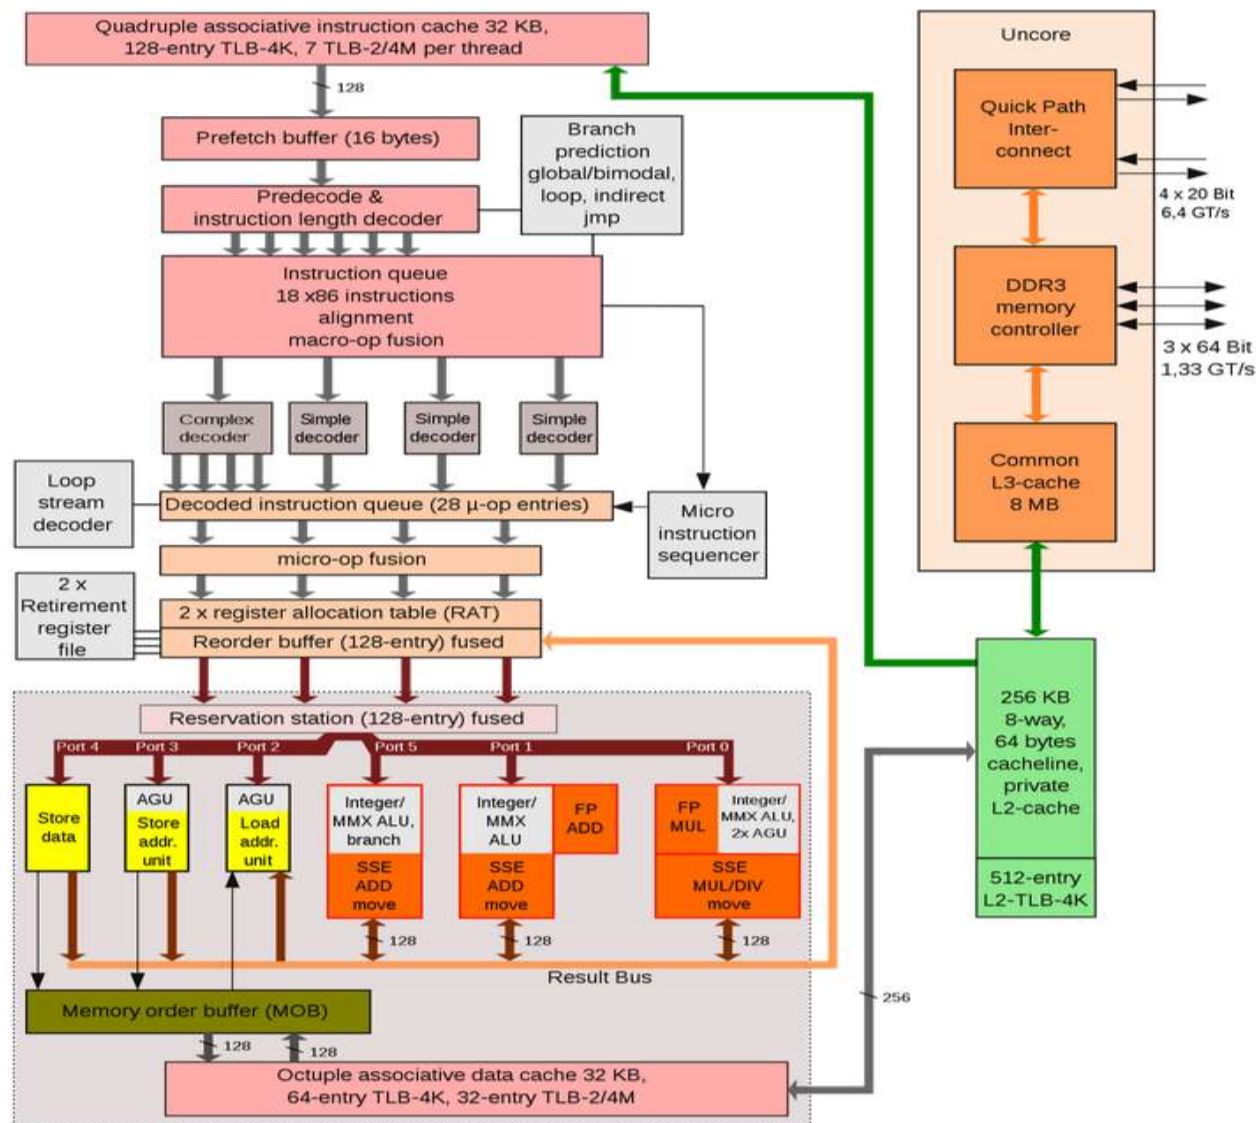 Quadruple associative instruction cache 32 KB,
128-entry TLB-4K, 7 TLB-2/4M per thread
128
Prefetch buffer (16 bytes)
Predecode &
instruction length decoder
Branch
prediction
global/bimodal,
loop, indirect
jmp
Instruction queue
18 x86 instructions
alignment
macro-op fusion
Complex
decoder
Simple
decoder
Simple
decoder
Simple
decoder
Loop
stream
decoder
Decoded instruction queue (28 µ-op entries)
Micro
instruction
sequencer
micro-op fusion
2 x
Retirement
register
file
2 x register allocation table (RAT)
Reorder buffer (128-entry) fused
Reservation station (128-entry) fused
Port 4
Port 3
Port 2
Port 5
Port 1
Port 0
Store
data
AGU
Store
addr.
unit
AGU
Load
addr.
unit
Integer/
MMX ALU,
branch
SSE
ADD
move
Integer/
MMX
ALU
FP
ADD
SSE
ADD
move
FP
MUL
Integer/
MMX ALU,
2x AGU
SSE
MUL/DIV
move
128
128
128
Result Bus
Memory order buffer (MOB)
128
128
Octuple associative data cache 32 KB,
64-entry TLB-4K, 32-entry TLB-2/4M
256
Uncore
Quick Path
Inter-
connect
4 x 20 Bit
6,4 GT/s
DDR3
memory
controller
3 x 64 Bit
1,33 GT/s
Common
L3-cache
8 MB
256 KB
8-way,
64 bytes
cacheline,
private
L2-cache
512-entry
L2-TLB-4K